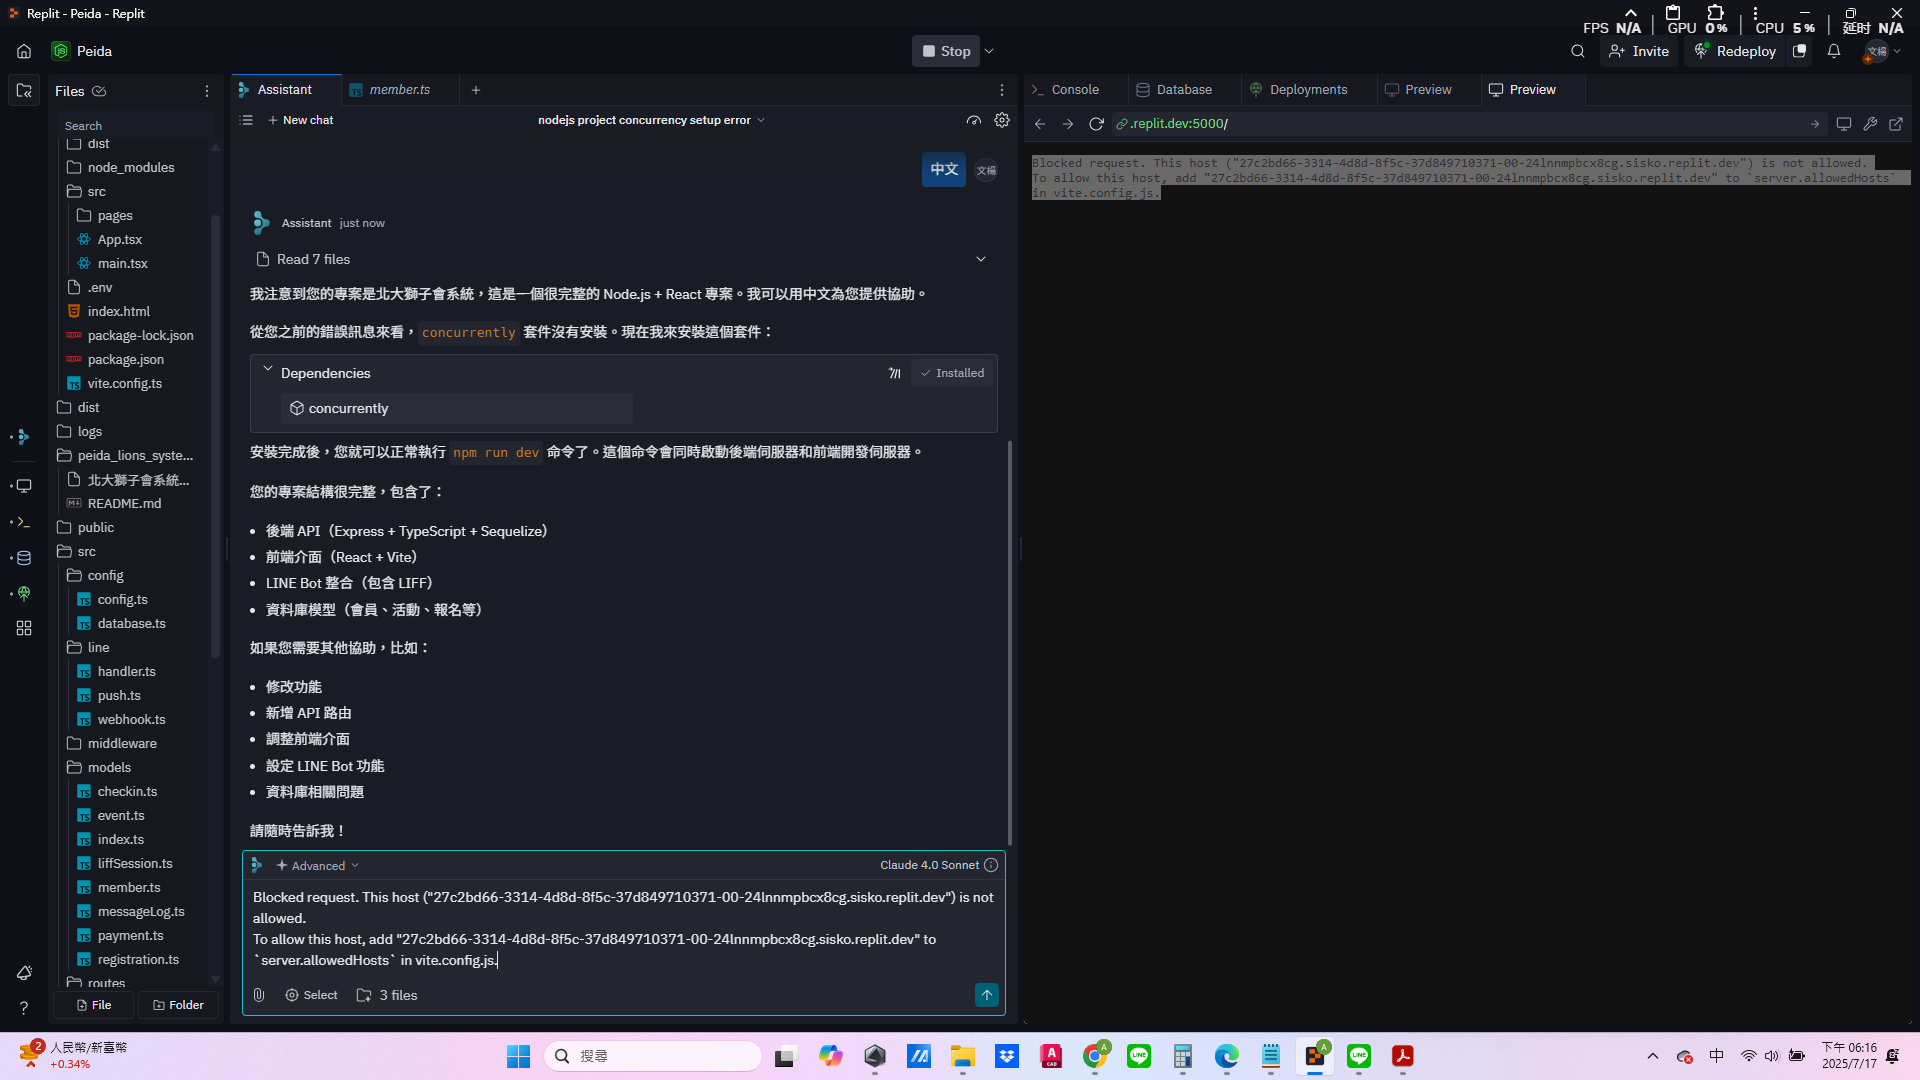 Replit - Peida - Replit
FPS N/A GPU 0% CPU 5% 延时 N/A
Peida
Stop
Invite
Redeploy
文楊
Files
Search
dist
node_modules
src
pages
App.tsx
main.tsx
.env
index.html
package-lock.json
package.json
vite.config.ts
dist
logs
peida_lions_syste...
北大獅子會系統...
README.md
public
src
config
config.ts
database.ts
line
handler.ts
push.ts
webhook.ts
middleware
models
checkin.ts
event.ts
index.ts
liffSession.ts
member.ts
messageLog.ts
payment.ts
registration.ts
routes
File
Folder
Assistant
member.ts
New chat
nodejs project concurrency setup error
中文
文楊
Assistant just now
Read 7 files
我注意到您的專案是北大獅子會系統，這是一個很完整的 Node.js + React 專案。我可以用中文為您提供協助。
從您之前的錯誤訊息來看，concurrently 套件沒有安裝。現在我來安裝這個套件：
Dependencies
Installed
concurrently
安裝完成後，您就可以正常執行 npm run dev 命令了。這個命令會同時啟動後端伺服器和前端開發伺服器。
您的專案結構很完整，包含了：
• 後端 API（Express + TypeScript + Sequelize）
• 前端介面（React + Vite）
• LINE Bot 整合（包含 LIFF）
• 資料庫模型（會員、活動、報名等）
如果您需要其他協助，比如：
• 修改功能
• 新增 API 路由
• 調整前端介面
• 設定 LINE Bot 功能
• 資料庫相關問題
請隨時告訴我！
Advanced
Claude 4.0 Sonnet
Blocked request. This host ("27c2bd66-3314-4d8d-8f5c-37d849710371-00-24lnnmpbcx8cg.sisko.replit.dev") is not
allowed.
To allow this host, add "27c2bd66-3314-4d8d-8f5c-37d849710371-00-24lnnmpbcx8cg.sisko.replit.dev" to
`server.allowedHosts` in vite.config.js.
Select
3 files
Console
Database
Deployments
Preview
Preview
.replit.dev:5000/
Blocked request. This host ("27c2bd66-3314-4d8d-8f5c-37d849710371-00-24lnnmpbcx8cg.sisko.replit.dev") is not allowed.
To allow this host, add "27c2bd66-3314-4d8d-8f5c-37d849710371-00-24lnnmpbcx8cg.sisko.replit.dev" to `server.allowedHosts`
in vite.config.js.
2
人民幣/新臺幣
+0.34%
搜尋
中
下午 06:16
2025/7/17